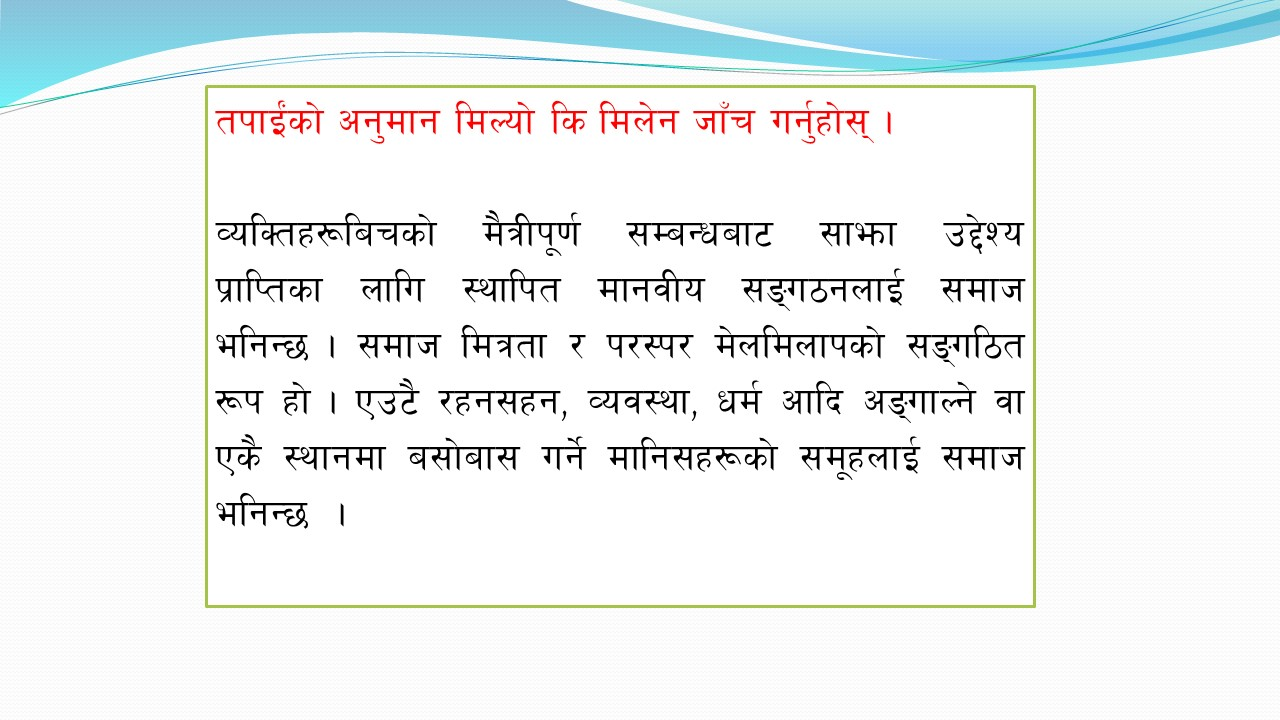 तपाईंको अनुमान मिल्यो कि मिलेन जाँच गर्नुहोस् ।
व्यक्तिहरूबिचको मैत्रीपूर्ण सम्बन्धबाट साझा उद्देश्य
प्राप्तिका लागि स्थापित मानवीय सङ्गठनलाई समाज
भनिन्छ । समाज मित्रता र परस्पर मेलमिलापको सङ्गठित
रूप हो । एउटै रहनसहन, व्यवस्था, धर्म आदि अङ्गाल्ने वा
एकै स्थानमा बसोबास गर्ने मानिसहरूको समूहलाई समाज
भनिन्छ ।